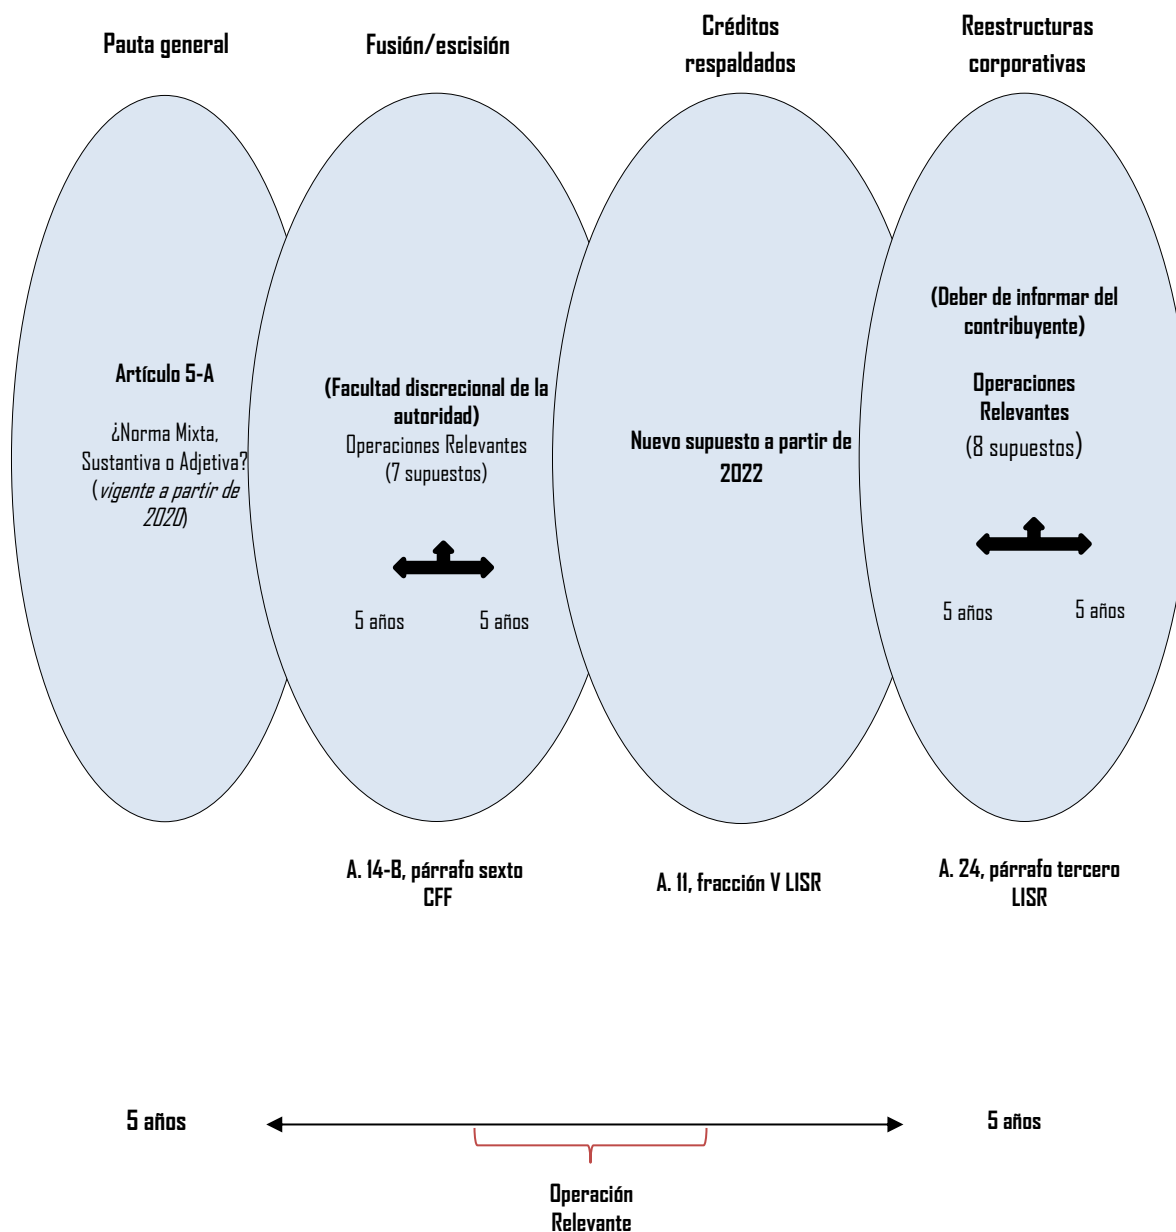 Pauta general
Fusión/escisión
Créditos
respaldados
Reestructuras
corporativas
Artículo 5-A
¿Norma Mixta,
Sustantiva o Adjetiva?
(vigente a partir de
2020)
(Facultad discrecional de la
autoridad)
Operaciones Relevantes
(7 supuestos)
5 años
5 años
Nuevo supuesto a partir de
2022
(Deber de informar del
contribuyente)
Operaciones
Relevantes
(8 supuestos)
5 años
5 años
A. 14-B, párrafo sexto
CFF
A. 11, fracción V LISR
A. 24, párrafo tercero
LISR
5 años
5 años
Operación
Relevante